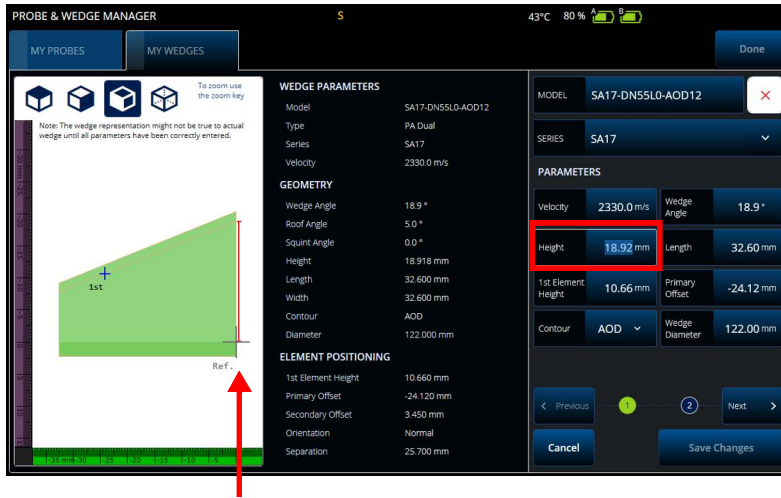 PROBE & WEDGE MANAGER
S
43°C 80 % A B
MY PROBES
MY WEDGES
Done
To zoom use
the zoom key
Note: The wedge representation might not be true to actual
wedge until all parameters have been correctly entered.
1st
Ref.
-35 mm -30 -25 -20 -15 -10 -5
WEDGE PARAMETERS
Model SA17-DN55L0-AOD12
Type PA Dual
Series SA17
Velocity 2330.0 m/s
GEOMETRY
Wedge Angle 18.9 °
Roof Angle 5.0 °
Squint Angle 0.0 °
Height 18.918 mm
Length 32.600 mm
Width 32.600 mm
Contour AOD
Diameter 122.000 mm
ELEMENT POSITIONING
1st Element Height 10.660 mm
Primary Offset -24.120 mm
Secondary Offset 3.450 mm
Orientation Normal
Separation 25.700 mm
MODEL SA17-DN55L0-AOD12
SERIES SA17
PARAMETERS
Velocity 2330.0 m/s Wedge Angle 18.9 °
Height 18.92 mm Length 32.60 mm
1st Element Height 10.66 mm Primary Offset -24.12 mm
Contour AOD Wedge Diameter 122.00 mm
Previous 1 2 Next
Cancel Save Changes